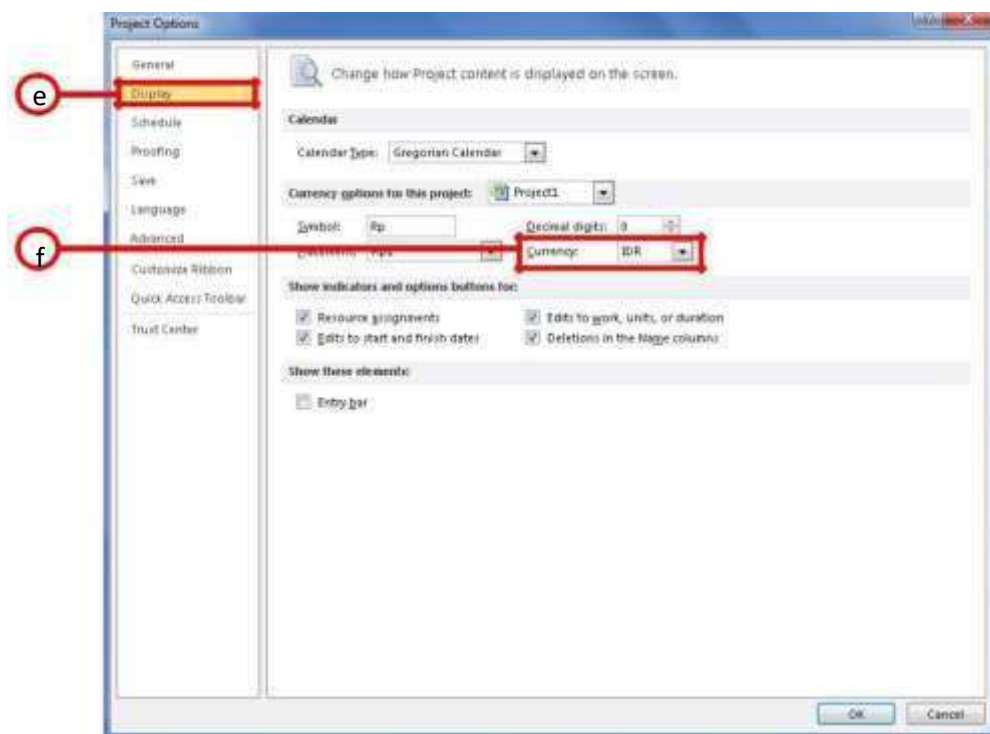 Project Options
General
Display
Schedule
Proofing
Save
Language
Advanced
Customize Ribbon
Quick Access Toolbar
Trust Center
e
f
Change how Project content is displayed on the screen.
Calendar
Calendar Type: Gregorian Calendar
Currency options for this project: Project1
Symbol: Rp Decimal digits: 0
Placement: Currency: IDR
Show indicators and options buttons for:
Resource assignments Edits to work, units, or duration
Edits to start and finish dates Deletions in the Name columns
Show these elements:
Entry bar
OK Cancel